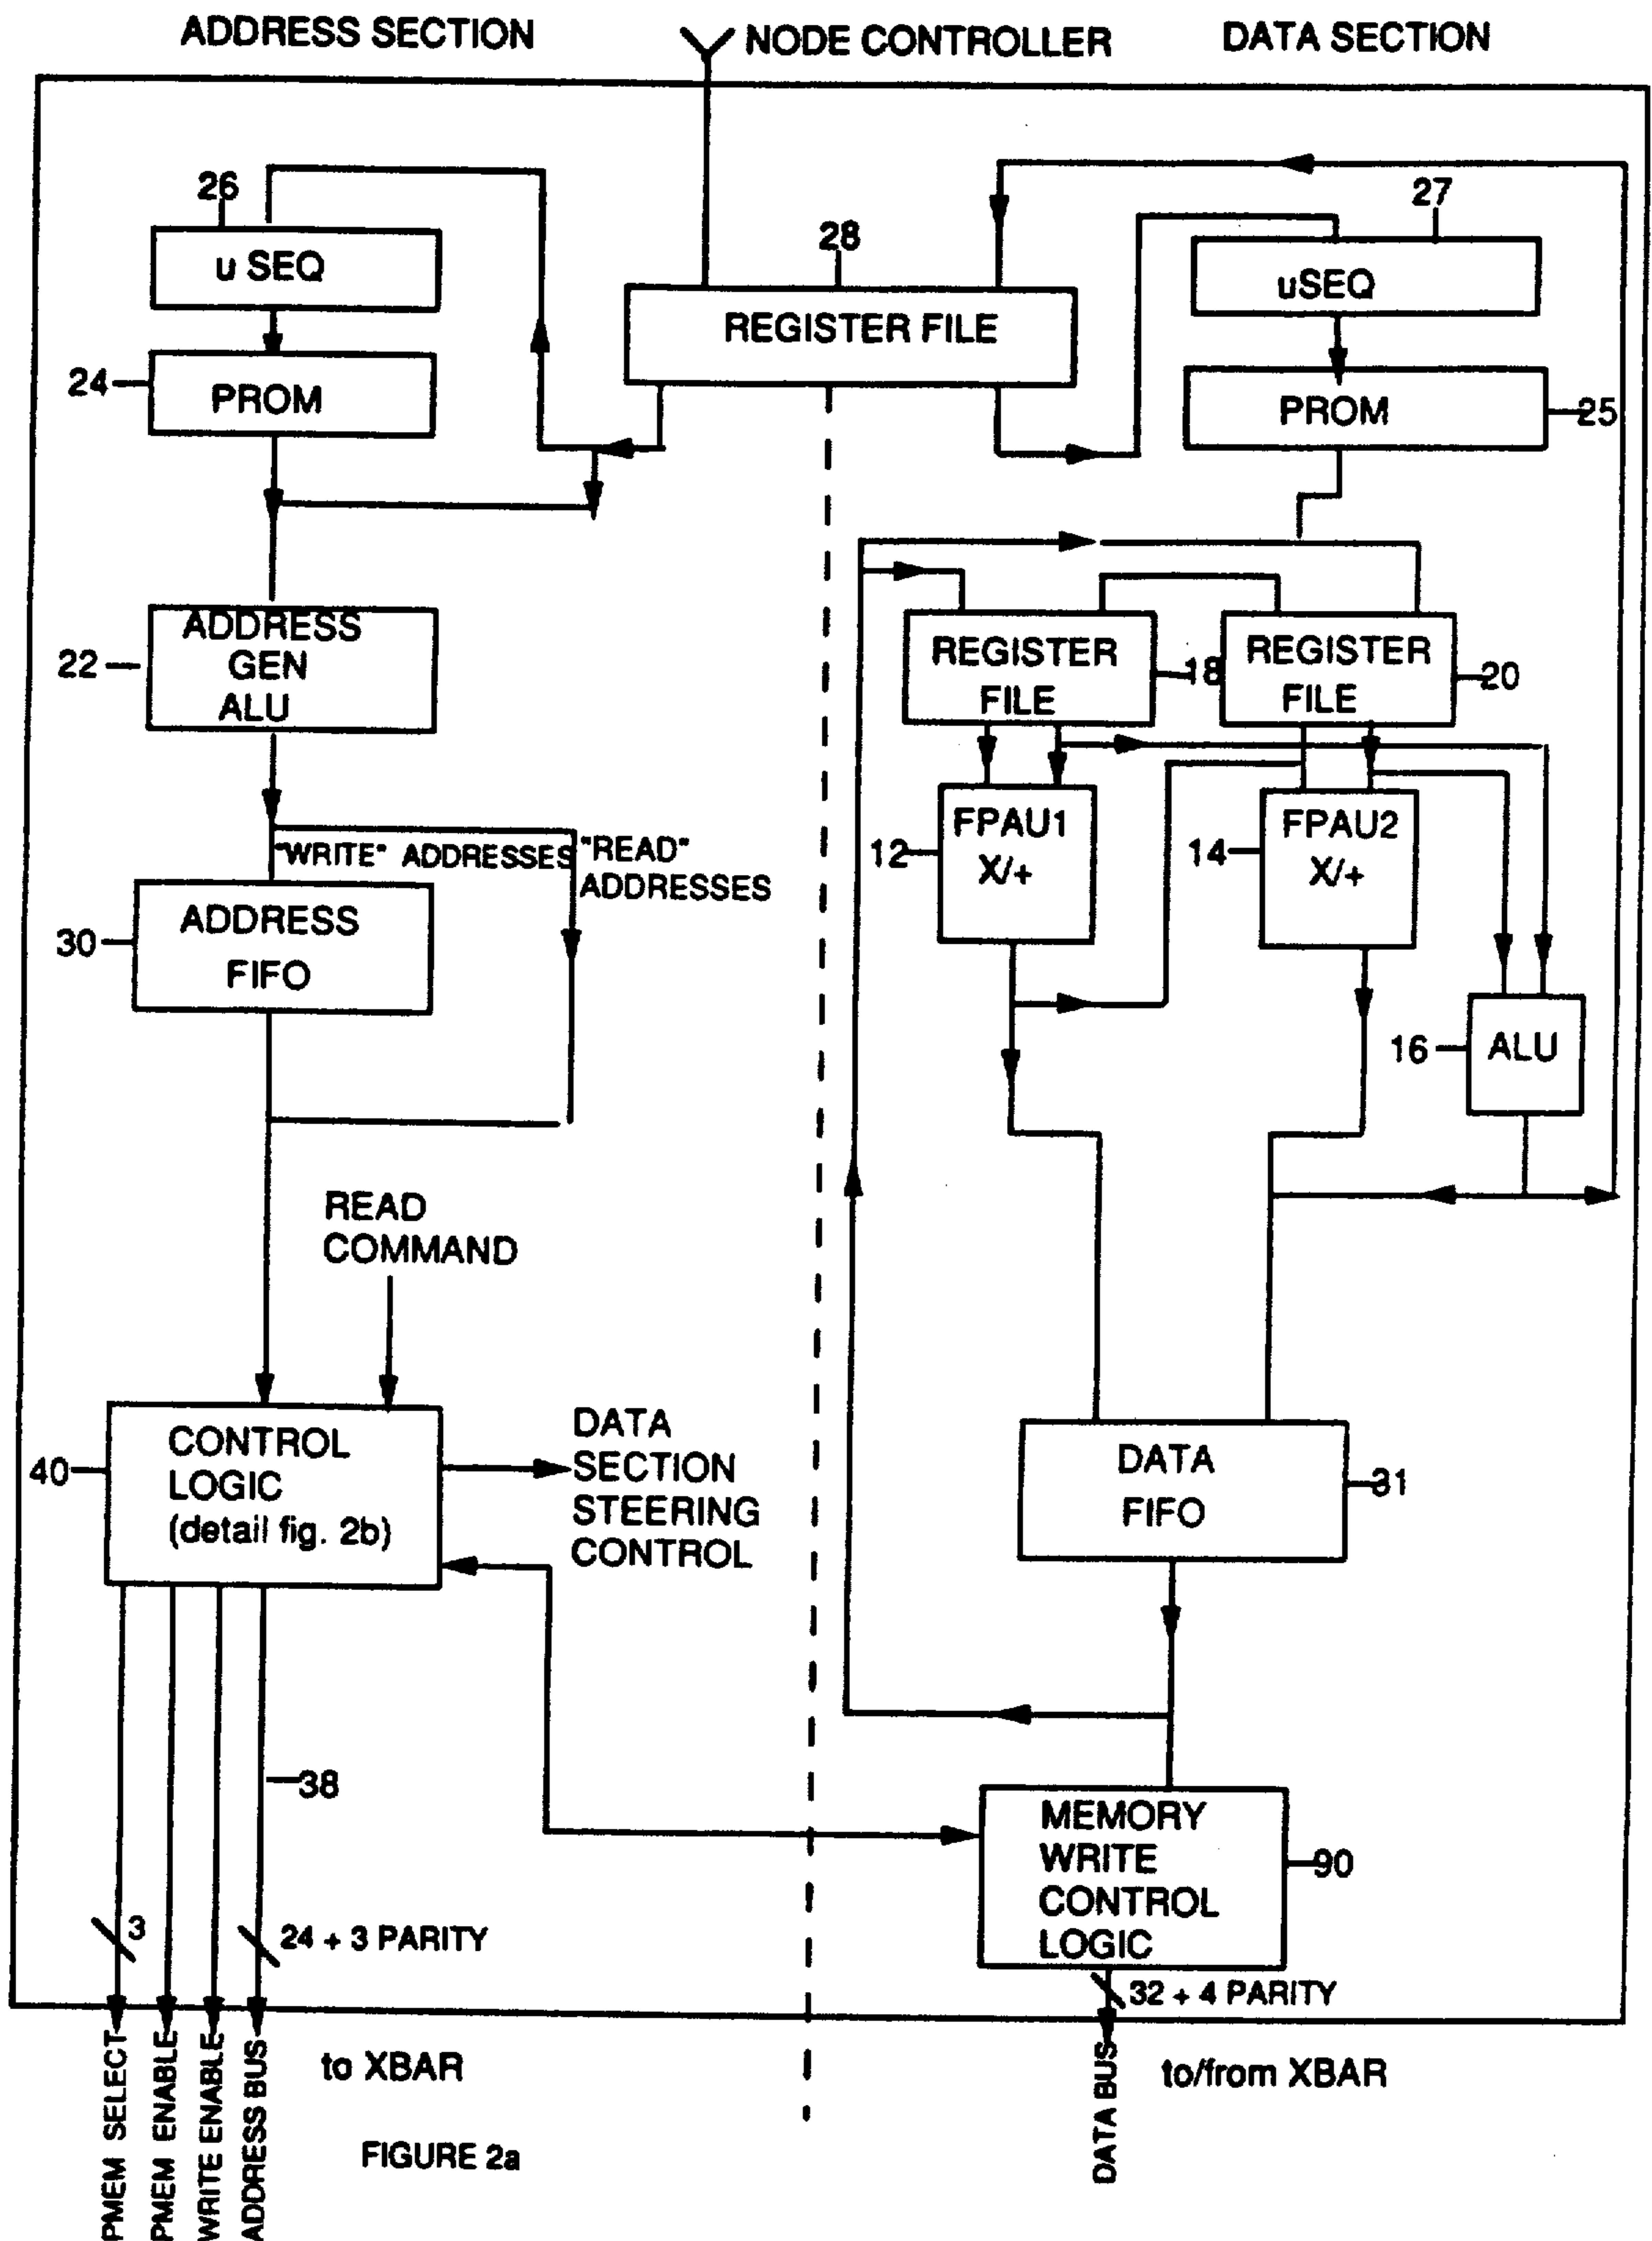 ADDRESS SECTION
NODE CONTROLLER
DATA SECTION
26
u SEQ
28
REGISTER FILE
27
uSEQ
24
PROM
PROM
25
22
ADDRESS
GEN
ALU
REGISTER
FILE
18
REGISTER
FILE
20
"WRITE" ADDRESSES
"READ"
ADDRESSES
12
FPAU1
X/+
14
FPAU2
X/+
30
ADDRESS
FIFO
16
ALU
READ
COMMAND
40
CONTROL
LOGIC
(detail fig. 2b)
DATA
SECTION
STEERING
CONTROL
DATA
FIFO
31
38
MEMORY
WRITE
CONTROL
LOGIC
90
3
24 + 3 PARITY
32 + 4 PARITY
PMEM SELECT
PMEM ENABLE
WRITE ENABLE
ADDRESS BUS
to XBAR
DATA BUS
to/from XBAR
FIGURE 2a